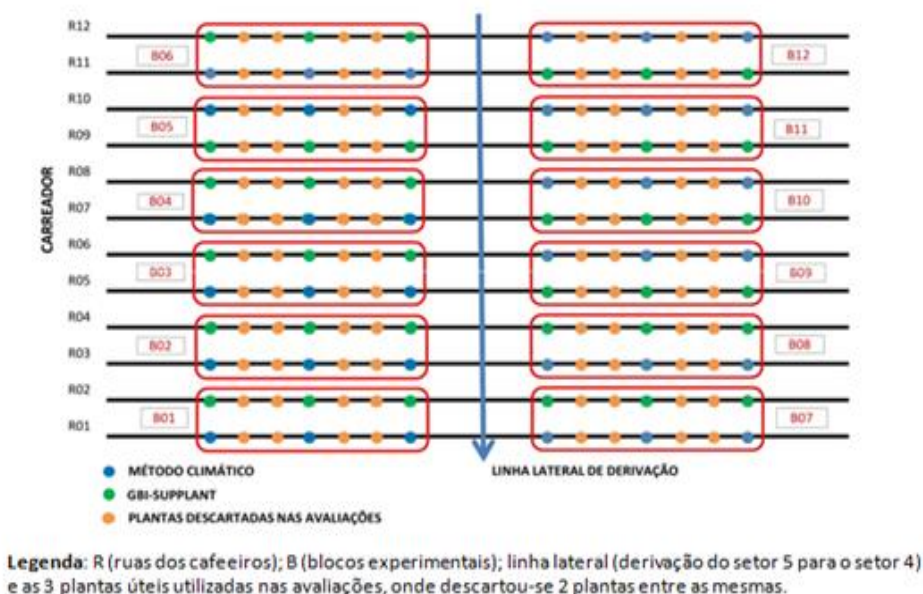 R12
B06
B12
R11
R10
B05
B11
R09
CARREADOR
R08
B04
B10
R07
R06
B03
B09
R05
R04
B02
B08
R03
R02
B01
B07
R01
MÉTODO CLIMÁTICO
LINHA LATERAL DE DERIVAÇÃO
GBI-SUPPLANT
PLANTAS DESCARTADAS NAS AVALIAÇÕES
Legenda: R (ruas dos cafeeiros); B (blocos experimentais); linha lateral (derivação do setor 5 para o setor 4)
e as 3 plantas úteis utilizadas nas avaliações, onde descartou-se 2 plantas entre as mesmas.